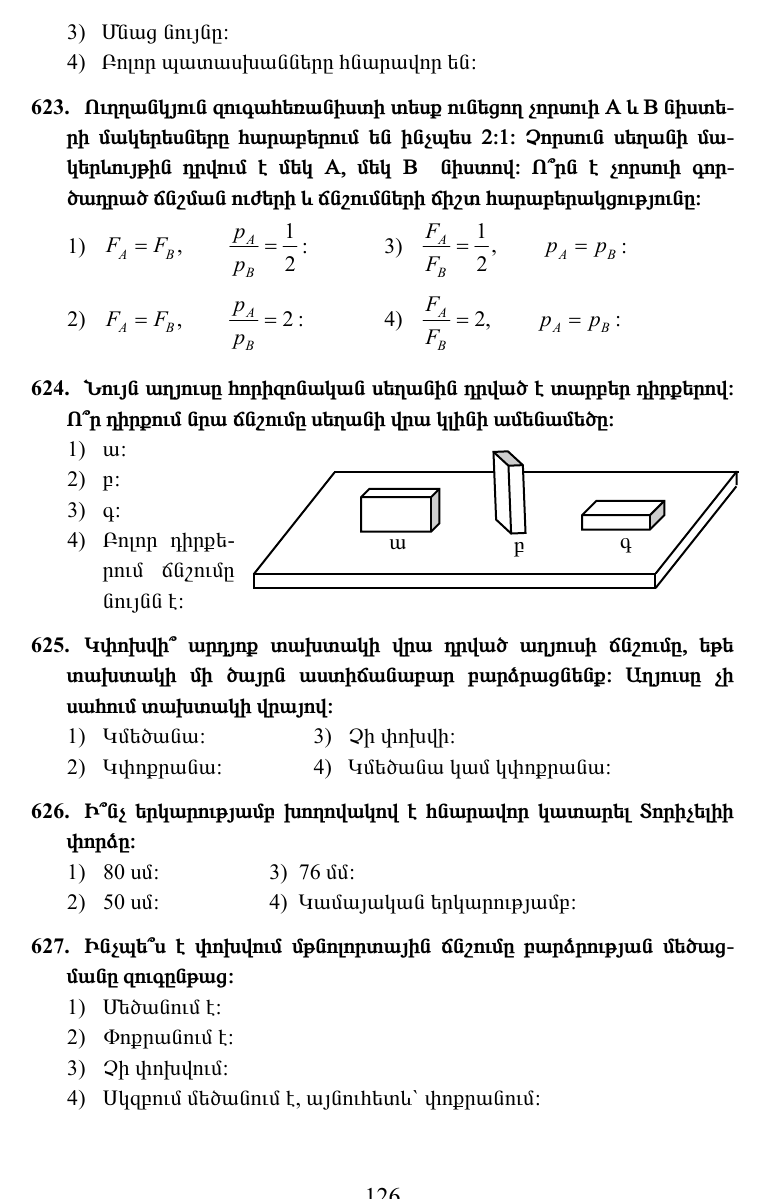 3) Մնաց նույնը:
4) Բոլոր պատասխանները հնարավոր են:
623. Ուղղանկյուն զուգահեռանիստի տեսք ունեցող չորսուի A և B նիստե-
րի մակերեսները հարաբերում են ինչպես 2:1: Չորսուն սեղանի մա-
կերևույթին դրվում է մեկ A, մեկ B նիստով: Ո՞րն է չորսուի գոր-
ծադրած ճնշման ուժերի և ճնշումների ճիշտ հարաբերակցությունը:
1) F_A = F_B, p_A/p_B = 1/2: 3) F_A/F_B = 1/2, p_A = p_B:
2) F_A = F_B, p_A/p_B = 2: 4) F_A/F_B = 2, p_A = p_B:
624. Նույն աղյուսը հորիզոնական սեղանին դրված է տարբեր դիրքերով:
Ո՞ր դիրքում նրա ճնշումը սեղանի վրա կլինի ամենամեծը:
1) ա:
2) բ:
3) գ:
4) Բոլոր դիրքե-
րում ճնշումը
նույնն է:
ա բ գ
625. Կփոխվի՞ արդյոք տախտակի վրա դրված աղյուսի ճնշումը, եթե
տախտակի մի ծայրն աստիճանաբար բարձրացնենք: Աղյուսը չի
սահում տախտակի վրայով:
1) Կմեծանա: 3) Չի փոխվի:
2) Կփոքրանա: 4) Կմեծանա կամ կփոքրանա:
626. Ի՞նչ երկարությամբ խողովակով է հնարավոր կատարել Տորիչելիի
փորձը:
1) 80 սմ: 3) 76 մմ:
2) 50 սմ: 4) Կամայական երկարությամբ:
627. Ինչպե՞ս է փոխվում մթնոլորտային ճնշումը բարձրության մեծաց-
մանը զուգընթաց:
1) Մեծանում է:
2) Փոքրանում է:
3) Չի փոխվում:
4) Սկզբում մեծանում է, այնուհետև՝ փոքրանում:
126